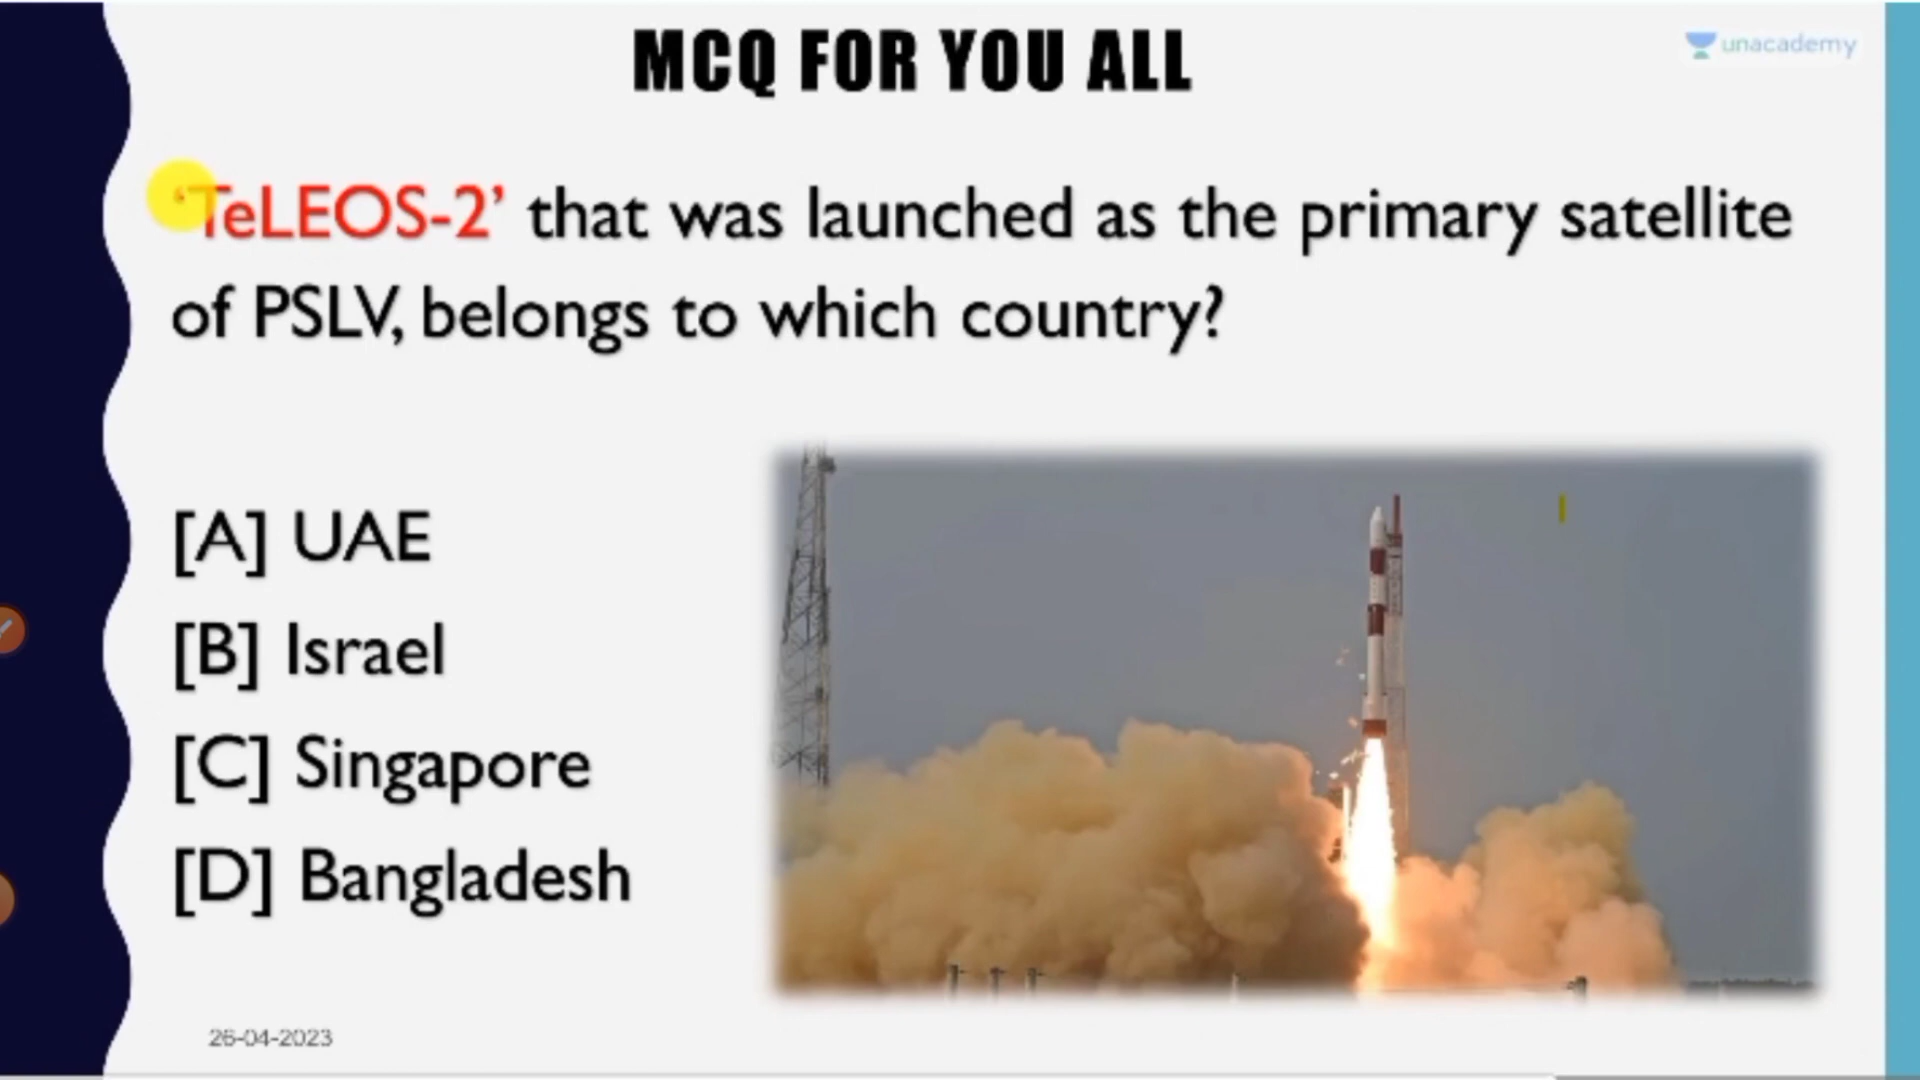 MCQ FOR YOU ALL
unacademy
‘TeLEOS-2’ that was launched as the primary satellite
of PSLV, belongs to which country?
[A] UAE
[B] Israel
[C] Singapore
[D] Bangladesh
26-04-2023